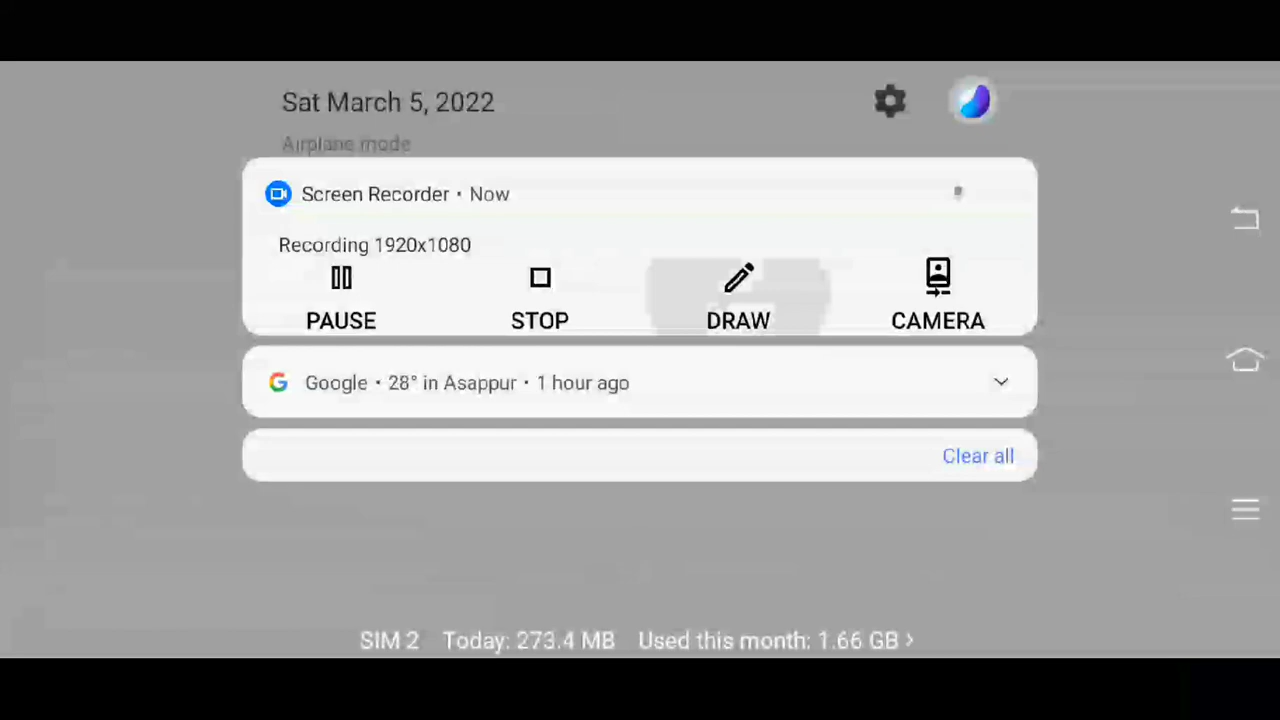 Sat March 5, 2022
Airplane mode
Screen Recorder • Now
Recording 1920x1080
PAUSE STOP DRAW CAMERA
Google • 28° in Asappur • 1 hour ago
Clear all
SIM 2 Today: 273.4 MB Used this month: 1.66 GB ›